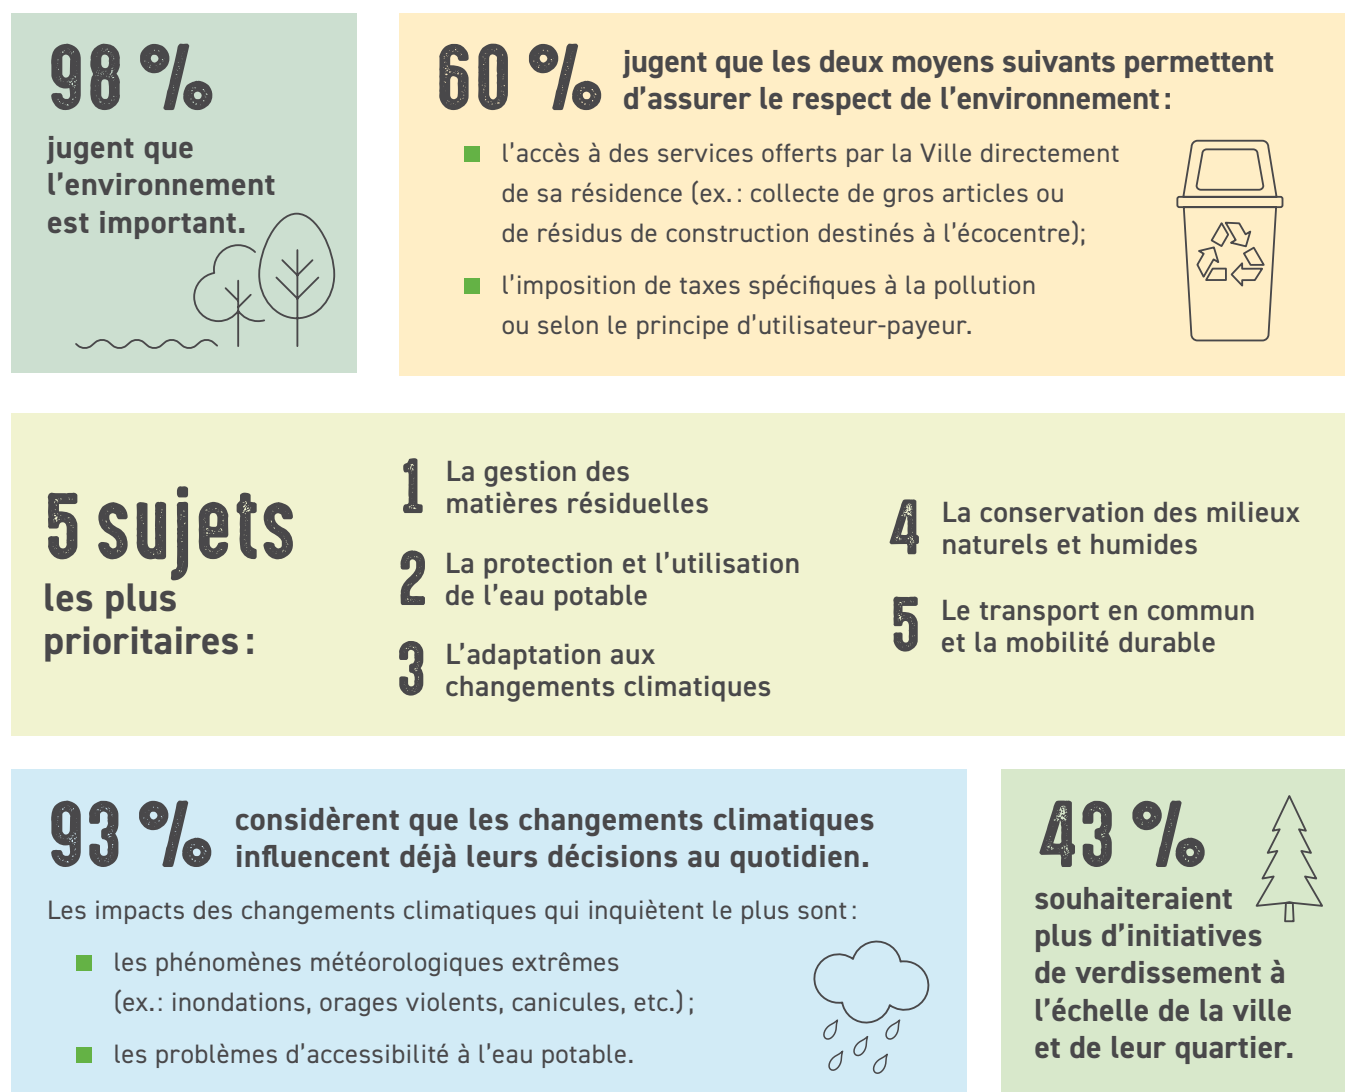 98 %
jugent que
l'environnement
est important.
60 %
jugent que les deux moyens suivants permettent
d'assurer le respect de l'environnement :
l'accès à des services offerts par la Ville directement
de sa résidence (ex. : collecte de gros articles ou
de résidus de construction destinés à l'écocentre);
l'imposition de taxes spécifiques à la pollution
ou selon le principe d'utilisateur-payeur.
5 sujets
les plus
prioritaires :
1 La gestion des
matières résiduelles
2 La protection et l'utilisation
de l'eau potable
3 L'adaptation aux
changements climatiques
4 La conservation des milieux
naturels et humides
5 Le transport en commun
et la mobilité durable
93 %
considèrent que les changements climatiques
influencent déjà leurs décisions au quotidien.
Les impacts des changements climatiques qui inquiètent le plus sont :
les phénomènes météorologiques extrêmes
(ex.: inondations, orages violents, canicules, etc.) ;
les problèmes d'accessibilité à l'eau potable.
43 %
souhaiteraient
plus d'initiatives
de verdissement à
l'échelle de la ville
et de leur quartier.